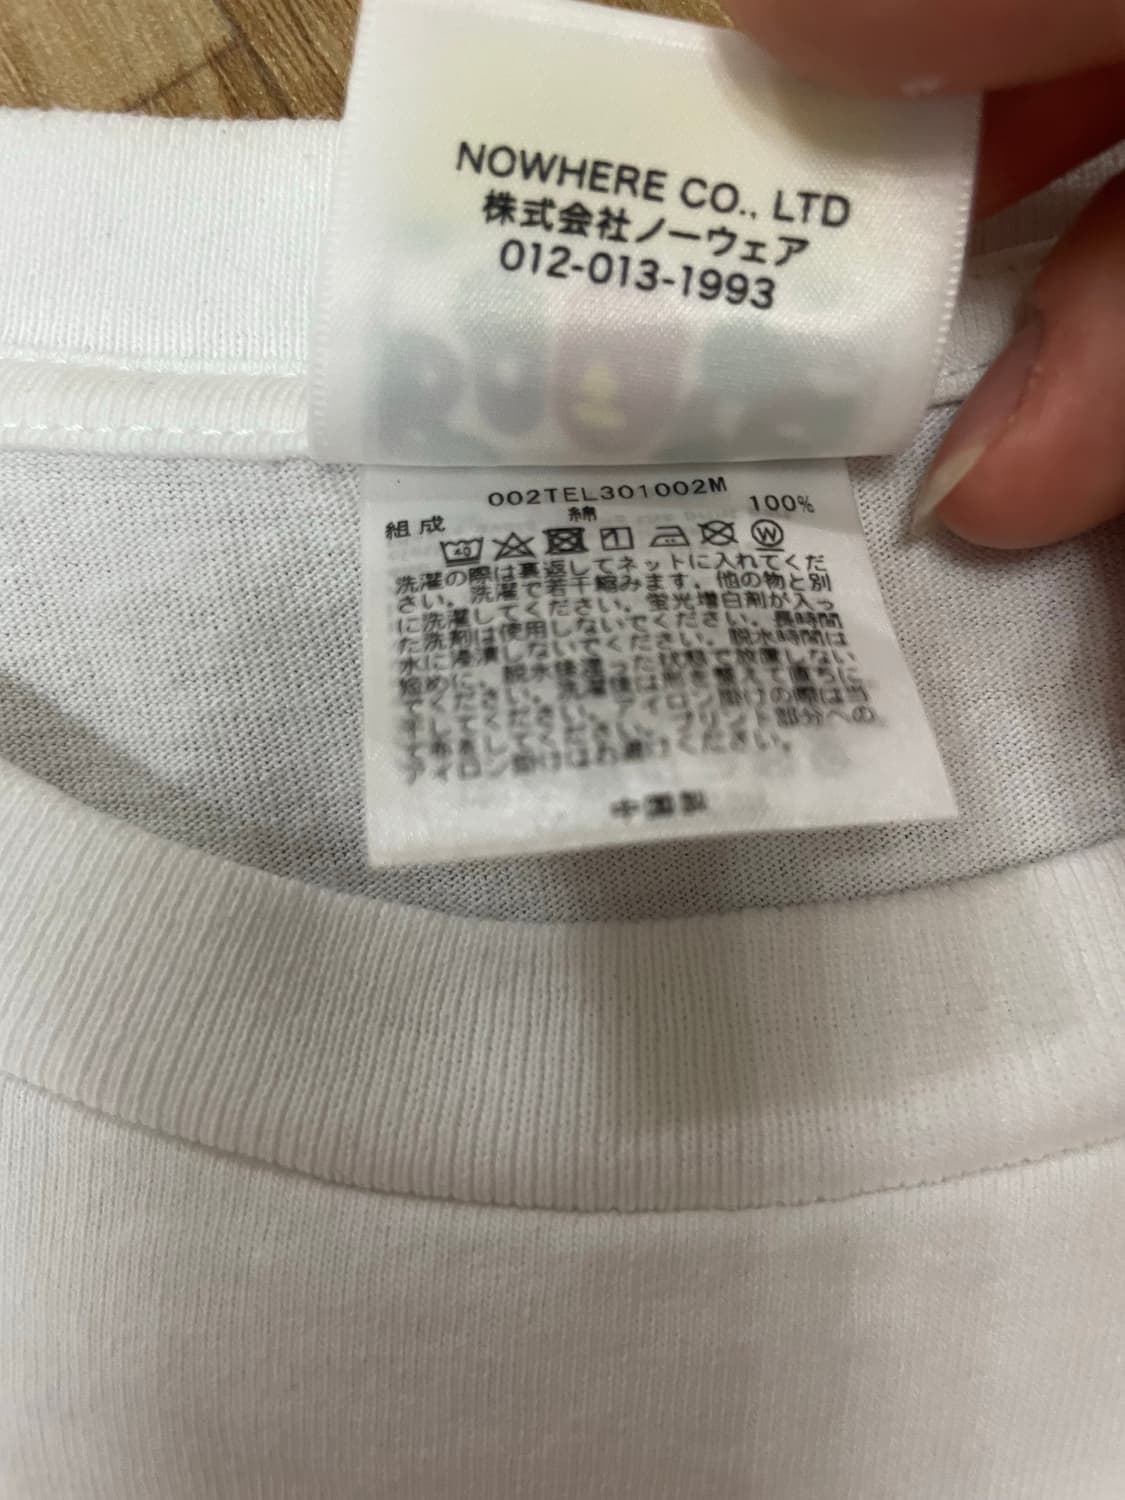 NOWHERE CO., LTD
株式会社ノーウェア
012-013-1993
002TEL301002M
組成 綿 100%
40 W
洗濯の際は裏返してネットに入れてくだ
さい。洗濯で若干縮みます。他の物と別
に洗濯してください。蛍光増白剤が入っ
た洗剤は使用しないでください。長時間
水に浸漬しないでください。脱水時間は
短めに。脱水後湿った状態で放置しない
でください。洗濯後は形を整えて直ちに
干してください。アイロン掛けの際は当
て布をしてください。プリント部分への
アイロン掛けはお避けください。
中国製